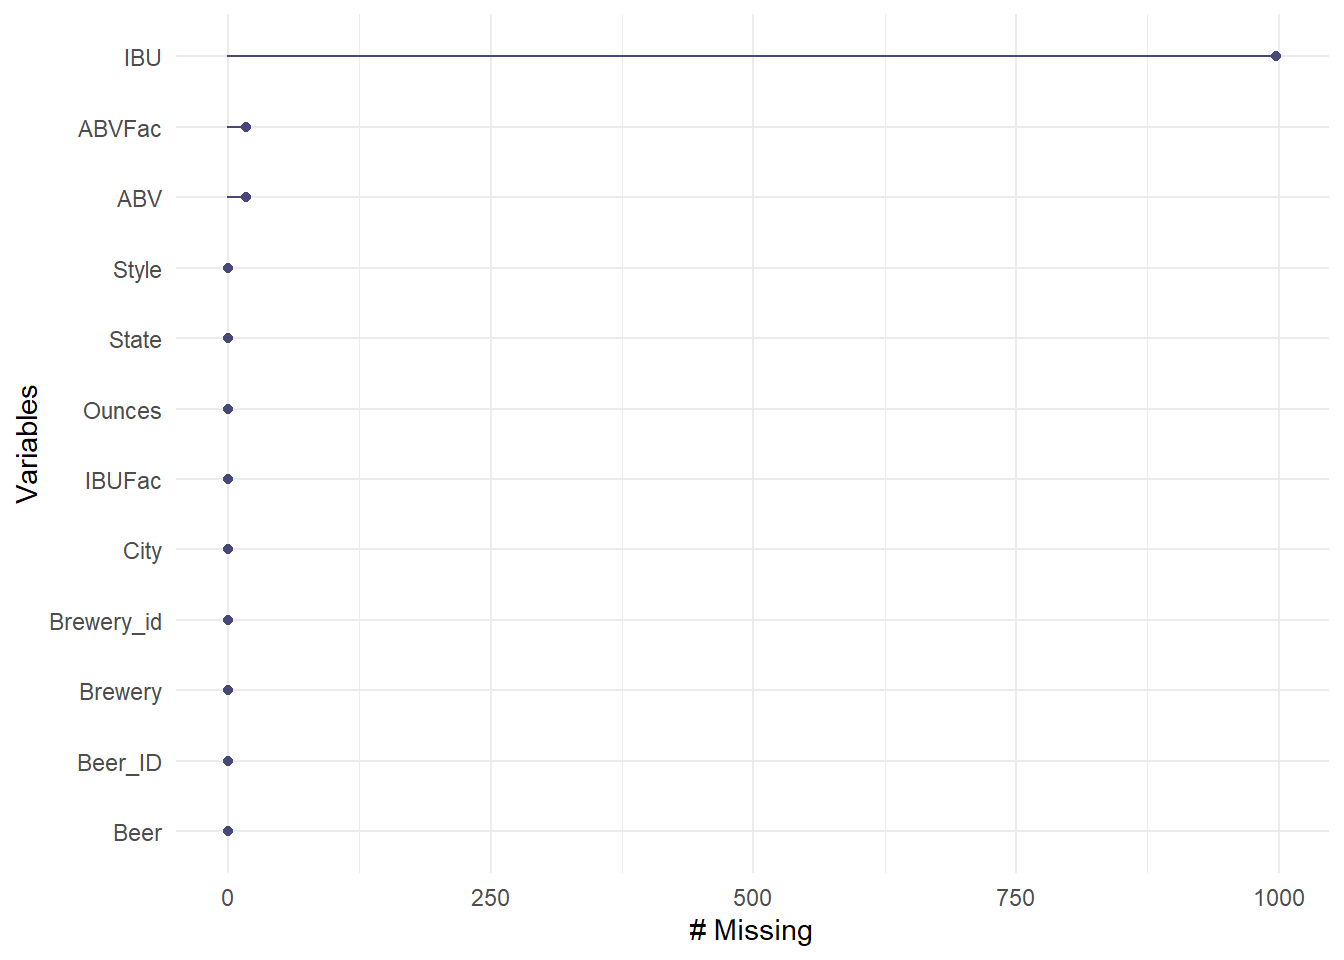 IBU
ABVFac
ABV
Style
State
Ounces
IBUFac
City
Brewery_id
Brewery
Beer_ID
Beer
Variables
0 250 500 750 1000
# Missing